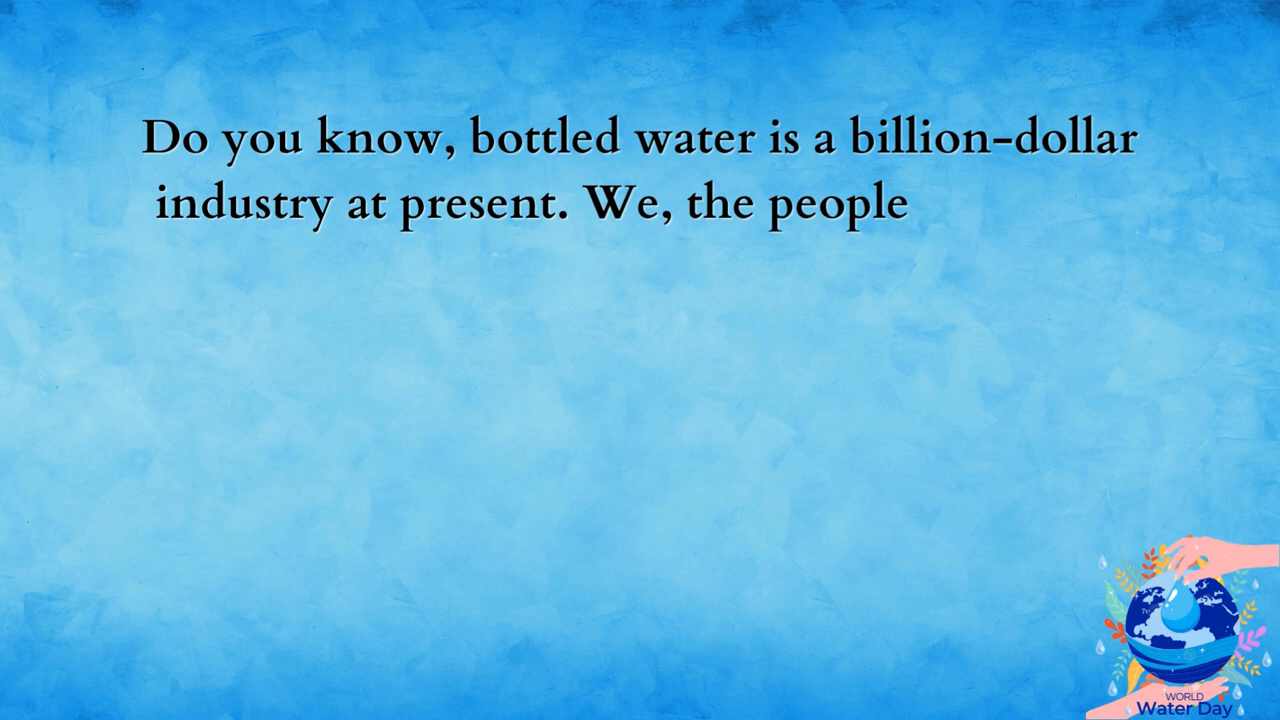 Do you know, bottled water is a billion-dollar
industry at present. We, the people
WORLD
Water Day